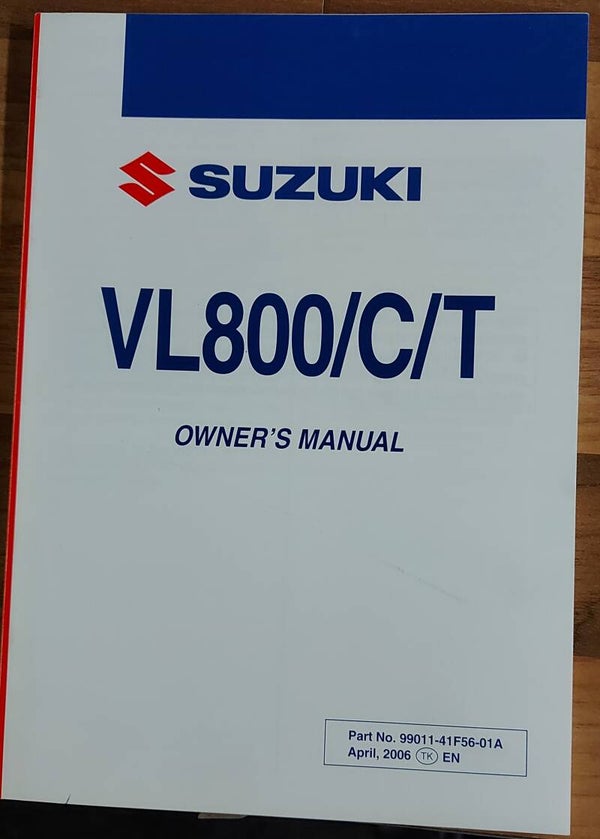 SUZUKI
VL800/C/T
OWNER'S MANUAL
Part No. 99011-41F56-01A
April, 2006 TK EN